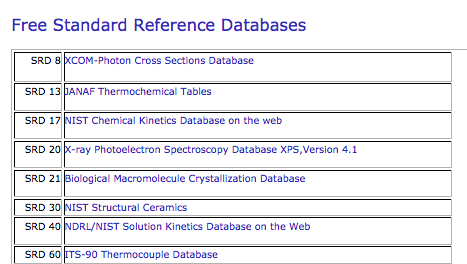 Free Standard Reference Databases
SRD 8 XCOM-Photon Cross Sections Database
SRD 13 JANAF Thermochemical Tables
SRD 17 NIST Chemical Kinetics Database on the web
SRD 20 X-ray Photoelectron Spectroscopy Database XPS,Version 4.1
SRD 21 Biological Macromolecule Crystallization Database
SRD 30 NIST Structural Ceramics
SRD 40 NDRL/NIST Solution Kinetics Database on the Web
SRD 60 ITS-90 Thermocouple Database